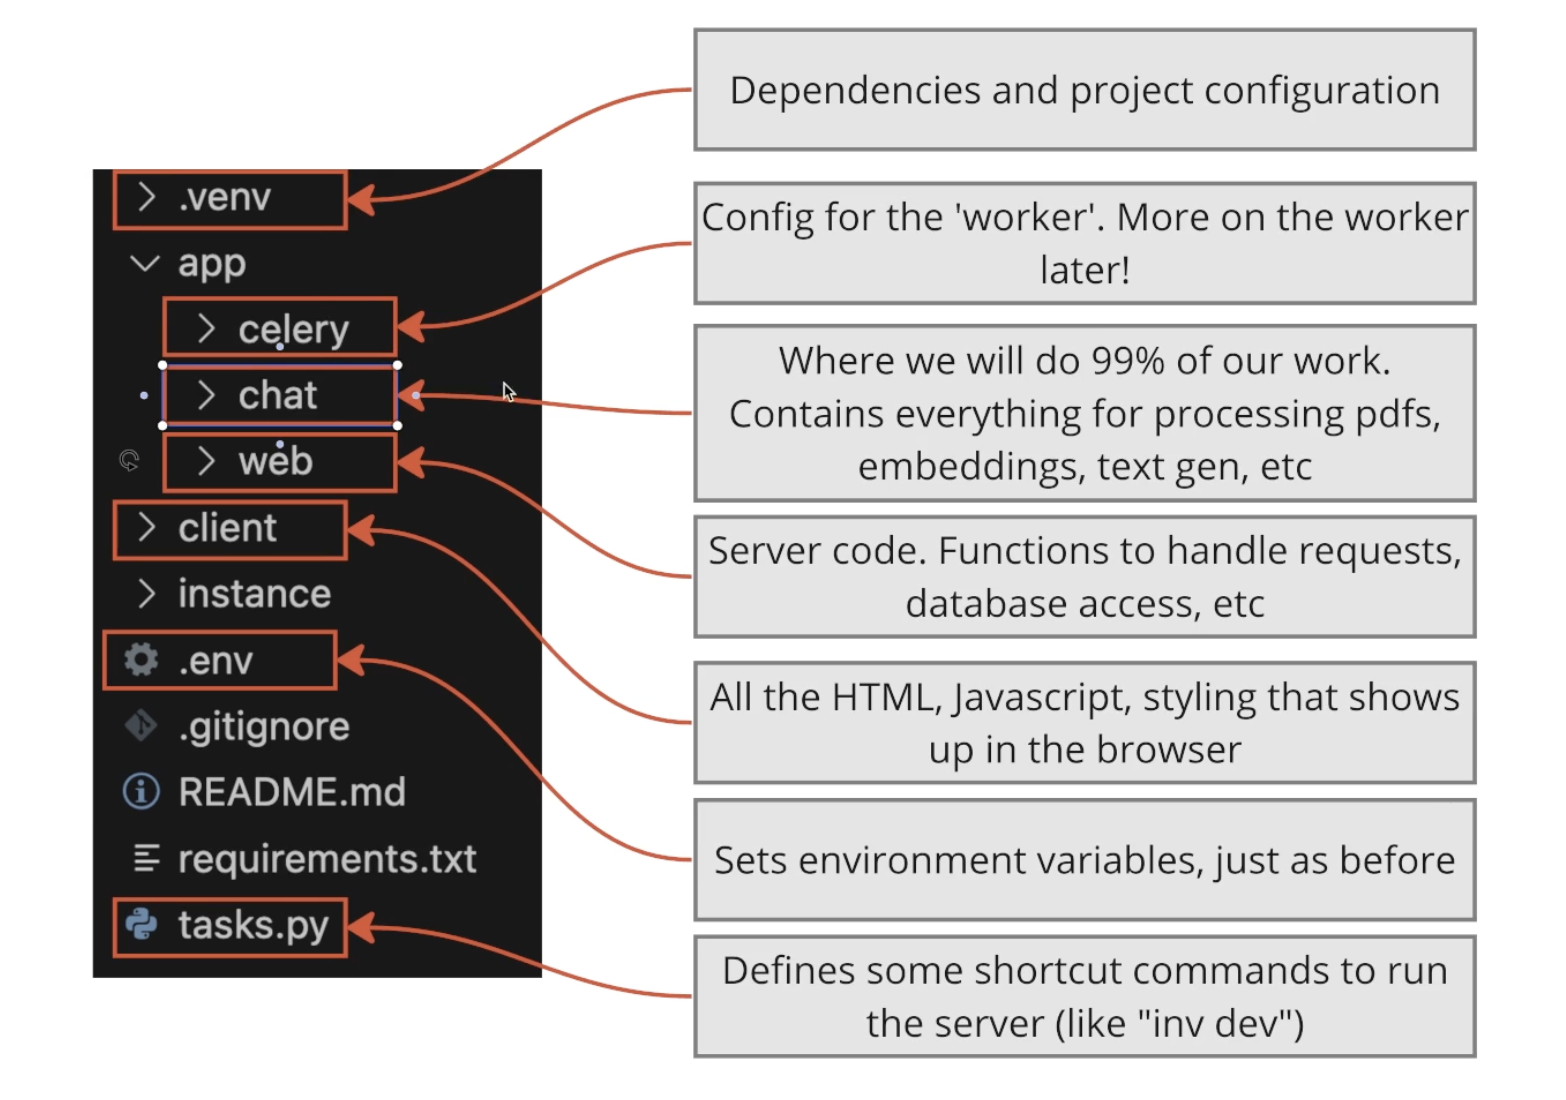 Dependencies and project configuration
.venv
Config for the 'worker'. More on the worker
later!
app
celery
Where we will do 99% of our work.
Contains everything for processing pdfs,
embeddings, text gen, etc
chat
web
Server code. Functions to handle requests,
database access, etc
client
instance
All the HTML, Javascript, styling that shows
up in the browser
.env
.gitignore
README.md
Sets environment variables, just as before
requirements.txt
tasks.py
Defines some shortcut commands to run
the server (like "inv dev")